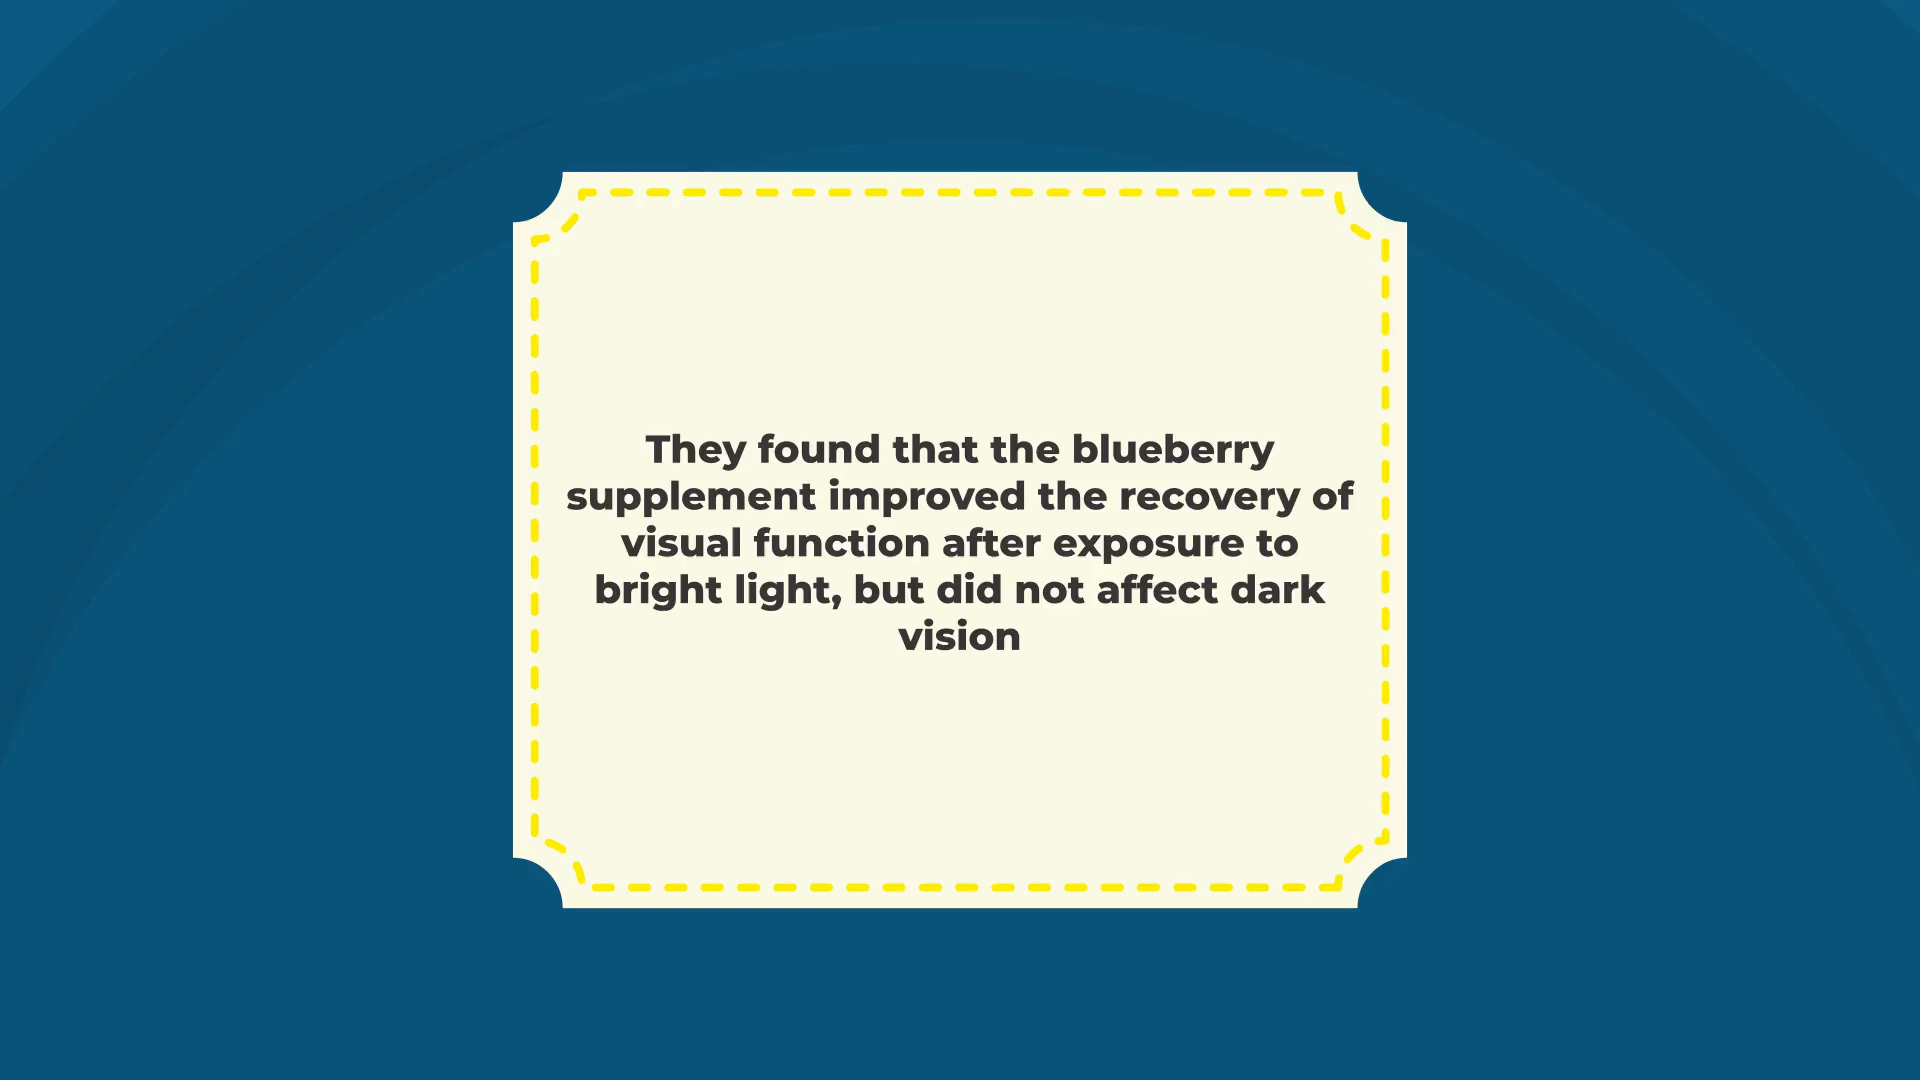 They found that the blueberry
supplement improved the recovery of
visual function after exposure to
bright light, but did not affect dark
vision